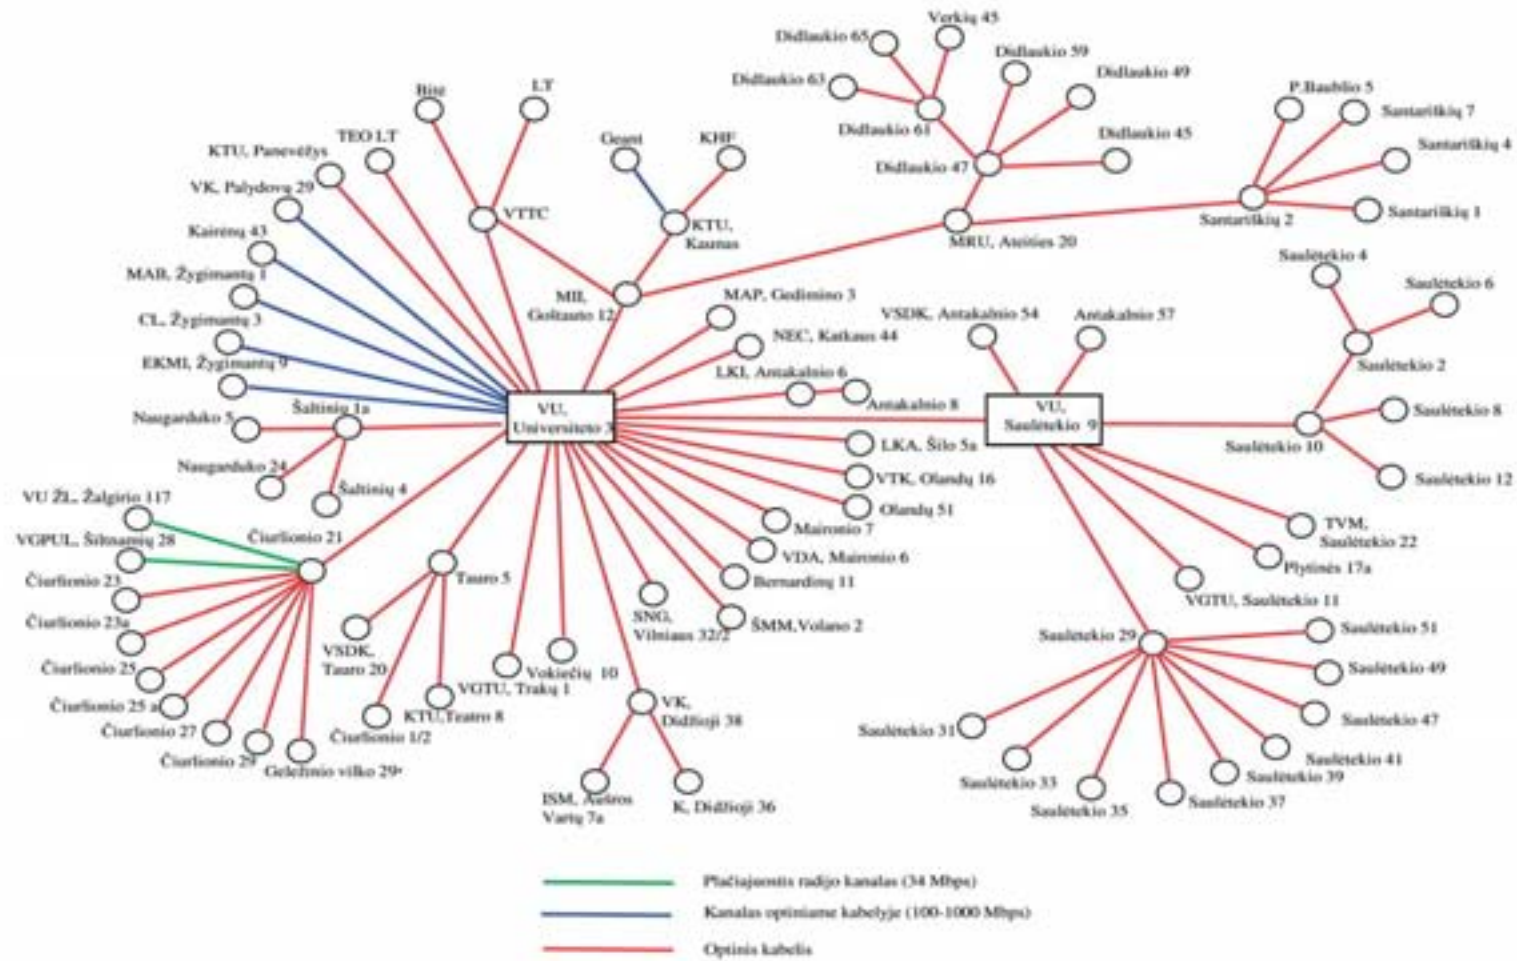 Verkių 45
Didlaukio 65
Didlaukio 59
Didlaukio 63
Didlaukio 49
Bitė
LT
P.Baublio 5
Santariškių 7
TEO LT
Geant
KHF
Didlaukio 61
Didlaukio 45
Santariškių 4
KTU, Panevėžys
Didlaukio 47
VK, Palydovų 29
VTTC
KTU,
Kaunas
Santariškių 2
Santariškių 1
Kairėnų 43
MRU, Ateities 20
Saulėtekio 4
MAB, Žygimantų 1
MII,
Goštauto 12
MAP, Gedimino 3
Saulėtekio 6
CL, Žygimantų 3
VSDK, Antakalnio 54
Antakalnio 57
NEC, Katkaus 44
EKMI, Žygimantų 9
LKI, Antakalnio 6
Saulėtekio 2
Antakalnio 8
Naugarduko 5
Šaltinių 1a
VU,
Universiteto 3
VU,
Saulėtekio 9
Saulėtekio 8
LKA, Šilo 5a
Saulėtekio 10
Naugarduko 24
VTK, Olandų 16
Saulėtekio 12
Šaltinių 4
VU ŽL, Žalgirio 117
Olandų 51
Maironio 7
TVM,
Saulėtekio 22
VGPUL, Šiltnamių 28
Čiurlionio 21
VDA, Maironio 6
Plytinės 17a
Čiurlionio 23
Tauro 5
Bernardinų 11
VGTU, Saulėtekio 11
Čiurlionio 23a
SNG,
Vilniaus 32/2
ŠMM,Volano 2
Saulėtekio 29
Saulėtekio 51
VSDK,
Tauro 20
Čiurlionio 25
Vokiečių 10
Saulėtekio 49
VGTU, Trakų 1
Čiurlionio 25 a
KTU,Teatro 8
VK,
Didžioji 38
Saulėtekio 47
Čiurlionio 27
Čiurlionio 1/2
Saulėtekio 31
Čiurlionio 29
Geležinio vilko 29
Saulėtekio 41
Saulėtekio 39
Saulėtekio 33
ISM, Aušros
Vartų 7a
K, Didžioji 36
Saulėtekio 35
Saulėtekio 37
Plačiajuostis radijo kanalas (34 Mbps)
Kanalas optiniame kabelyje (100-1000 Mbps)
Optinis kabelis